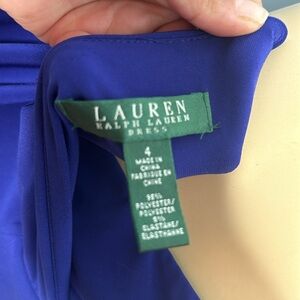 LAUREN
RALPH LAUREN
DRESS
4
MADE IN
CHINA
FABRIQUE EN
CHINE
95%
POLYESTER/
POLYESTER
5%
ELASTANE/
ELASTHANNE